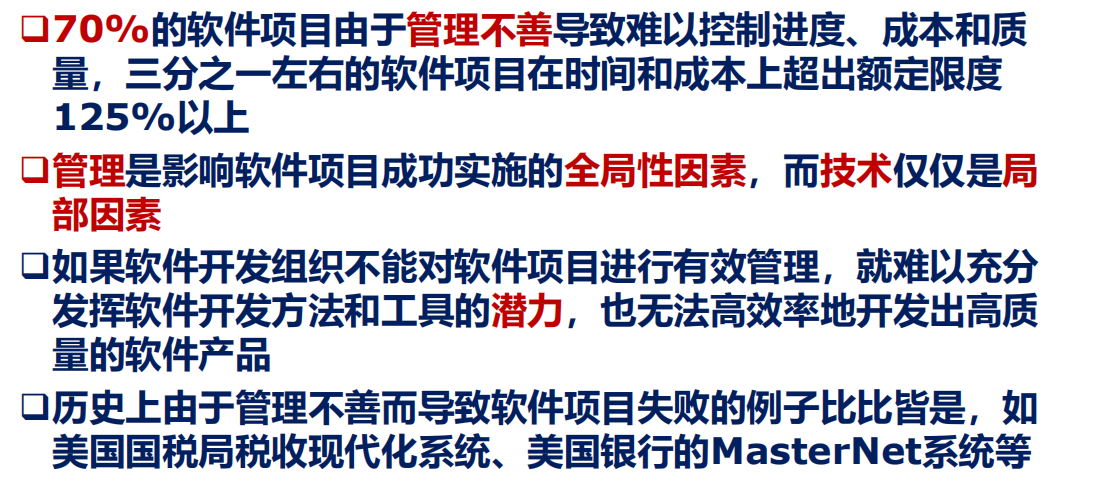 ❑70%的软件项目由于管理不善导致难以控制进度、成本和质
量，三分之一左右的软件项目在时间和成本上超出额定限度
125%以上
❑管理是影响软件项目成功实施的全局性因素，而技术仅仅是局
部因素
❑如果软件开发组织不能对软件项目进行有效管理，就难以充分
发挥软件开发方法和工具的潜力，也无法高效率地开发出高质
量的软件产品
❑历史上由于管理不善而导致软件项目失败的例子比比皆是，如
美国国税局税收现代化系统、美国银行的MasterNet系统等